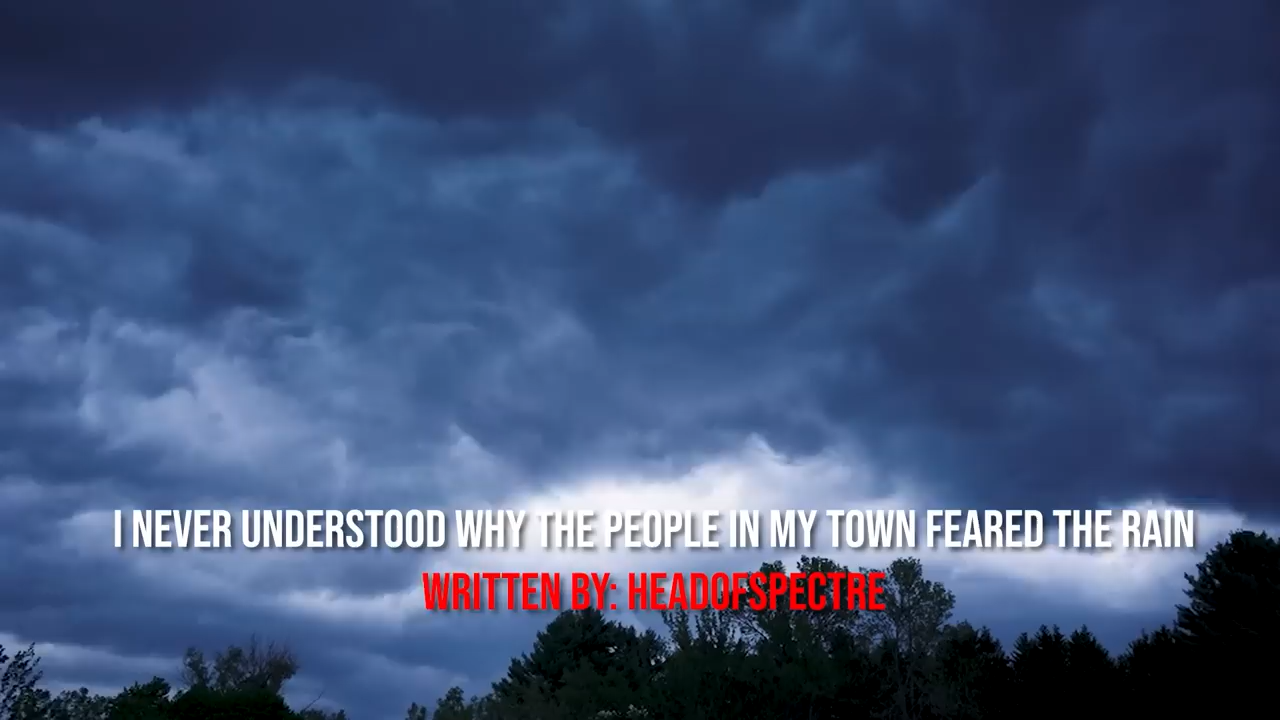 I NEVER UNDERSTOOD WHY THE PEOPLE IN MY TOWN FEARED THE RAIN
WRITTEN BY: HEADOFSPECTRE